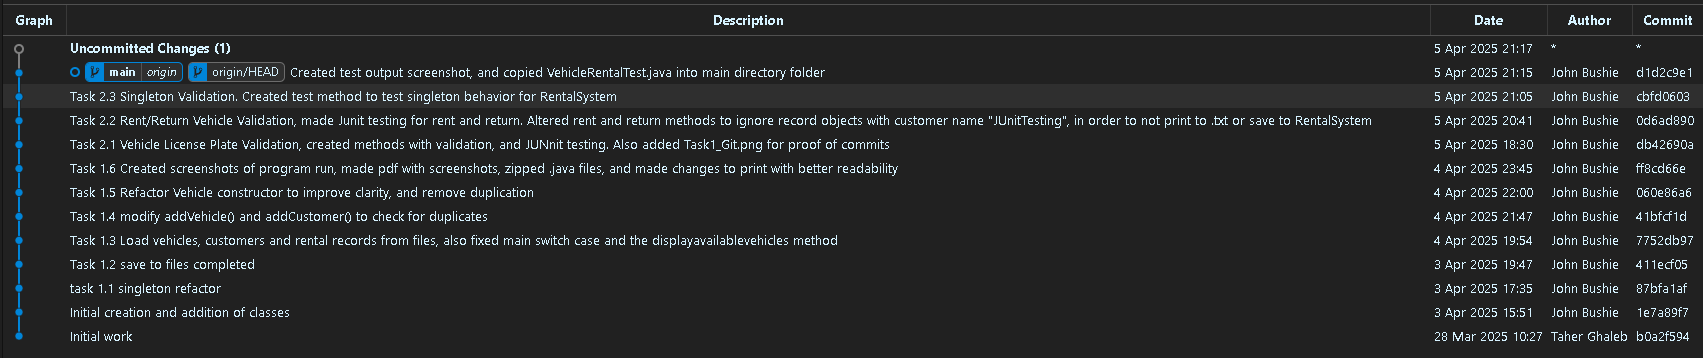 Graph Description Date Author Commit
Uncommitted Changes (1) 5 Apr 2025 21:17 * *
main origin origin/HEAD Created test output screenshot, and copied VehicleRentalTest.java into main directory folder 5 Apr 2025 21:15 John Bushie d1d2c9e1
Task 2.3 Singleton Validation. Created test method to test singleton behavior for RentalSystem 5 Apr 2025 21:05 John Bushie cbfd0603
Task 2.2 Rent/Return Vehicle Validation, made Junit testing for rent and return. Altered rent and return methods to ignore record objects with customer name "JUnitTesting", in order to not print to .txt or save to RentalSystem 5 Apr 2025 20:41 John Bushie 0d6ad890
Task 2.1 Vehicle License Plate Validation, created methods with validation, and JUNnit testing. Also added Task1_Git.png for proof of commits 5 Apr 2025 18:30 John Bushie db42690a
Task 1.6 Created screenshots of program run, made pdf with screenshots, zipped .java files, and made changes to print with better readability 4 Apr 2025 23:45 John Bushie ff8cd66e
Task 1.5 Refactor Vehicle constructor to improve clarity, and remove duplication 4 Apr 2025 22:00 John Bushie 060e86a6
Task 1.4 modify addVehicle() and addCustomer() to check for duplicates 4 Apr 2025 21:47 John Bushie 41bfcf1d
Task 1.3 Load vehicles, customers and rental records from files, also fixed main switch case and the displayavailablevehicles method 4 Apr 2025 19:54 John Bushie 7752db97
Task 1.2 save to files completed 3 Apr 2025 19:47 John Bushie 411ecf05
task 1.1 singleton refactor 3 Apr 2025 17:35 John Bushie 87bfa1af
Initial creation and addition of classes 3 Apr 2025 15:51 John Bushie 1e7a89f7
Initial work 28 Mar 2025 10:27 Taher Ghaleb b0a2f594